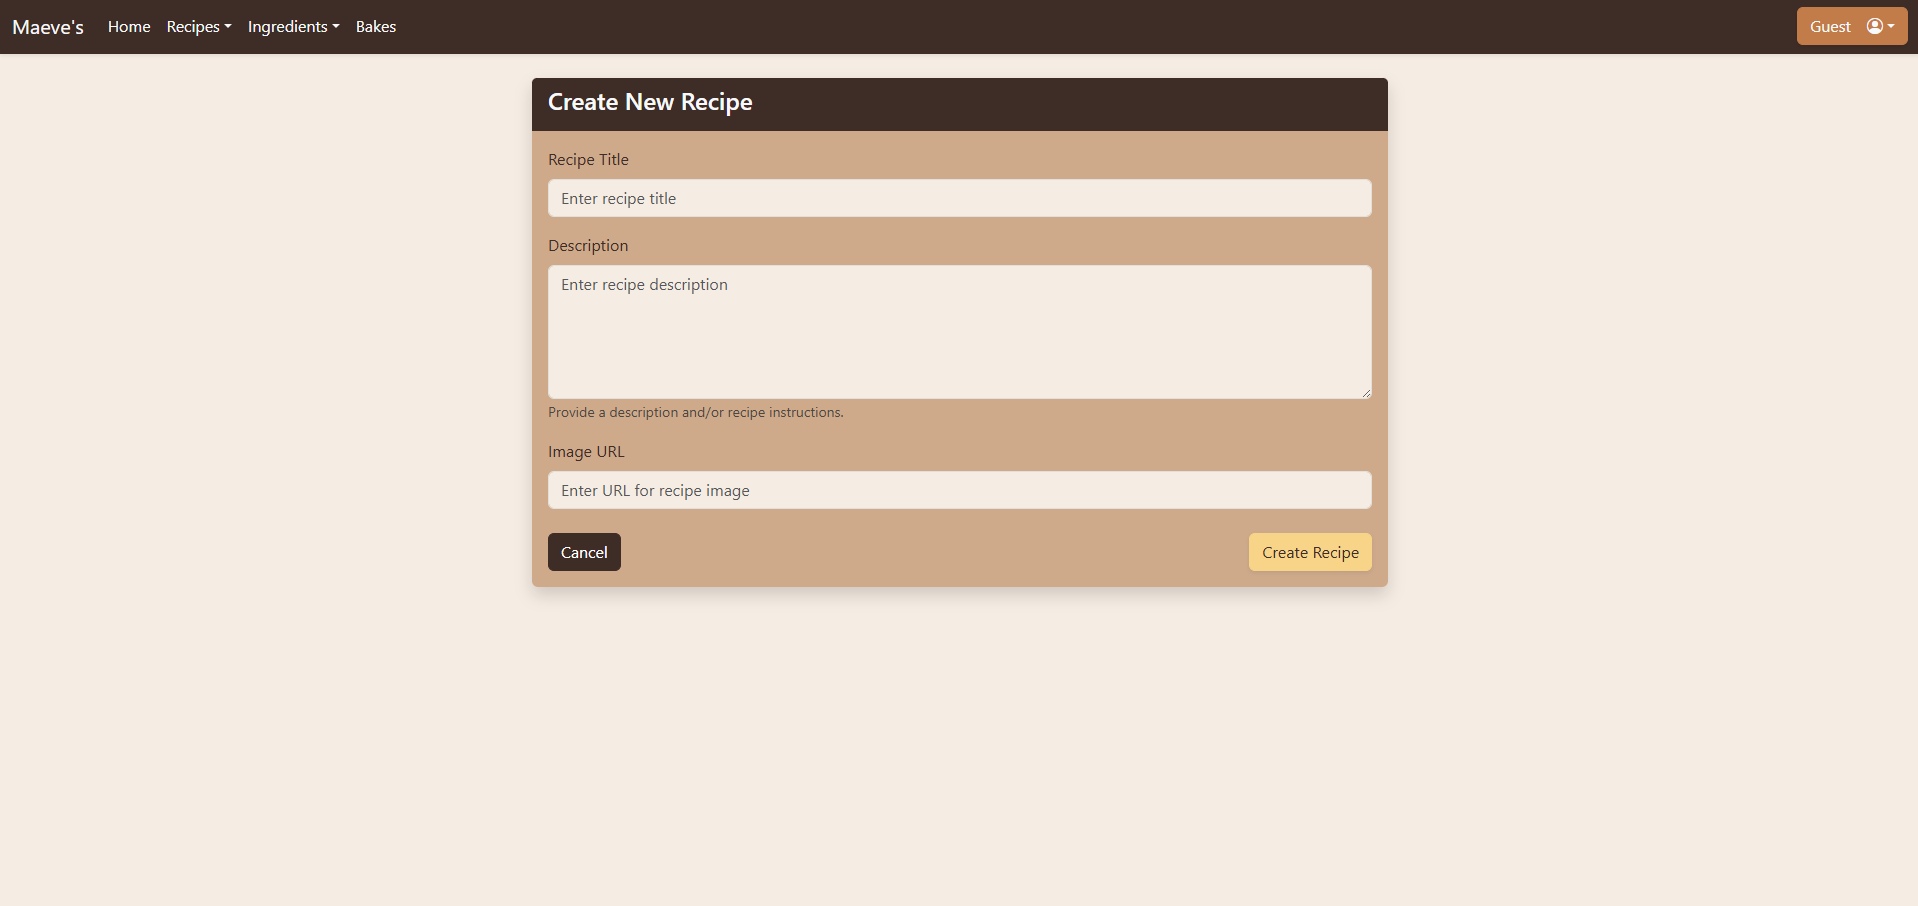 Maeve's Home Recipes Ingredients Bakes Guest
Create New Recipe
Recipe Title
Enter recipe title
Description
Enter recipe description
Provide a description and/or recipe instructions.
Image URL
Enter URL for recipe image
Cancel Create Recipe